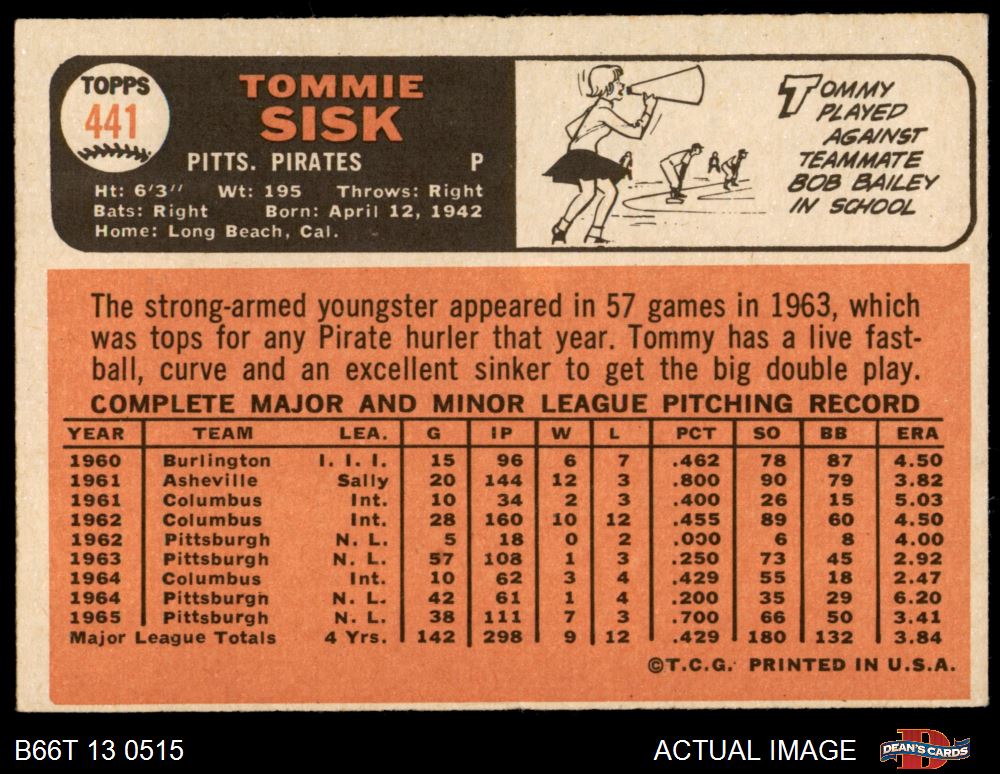 TOPPS
441
TOMMIE
SISK
PITTS. PIRATES P
Ht: 6'3" Wt: 195 Throws: Right
Bats: Right Born: April 12, 1942
Home: Long Beach, Cal.
TOMMY
PLAYED
AGAINST
TEAMMATE
BOB BAILEY
IN SCHOOL
The strong-armed youngster appeared in 57 games in 1963, which
was tops for any Pirate hurler that year. Tommy has a live fast-
ball, curve and an excellent sinker to get the big double play.
COMPLETE MAJOR AND MINOR LEAGUE PITCHING RECORD
YEAR TEAM LEA. G IP W L PCT SO BB ERA
1960 Burlington I. I. I. 15 96 6 7 .462 78 87 4.50
1961 Asheville Sally 20 144 12 3 .800 90 79 3.82
1961 Columbus Int. 10 34 2 3 .400 26 15 5.03
1962 Columbus Int. 28 160 10 12 .455 89 60 4.50
1962 Pittsburgh N. L. 5 18 0 2 .000 6 8 4.00
1963 Pittsburgh N. L. 57 108 1 3 .250 73 45 2.92
1964 Columbus Int. 10 62 3 4 .429 55 18 2.47
1964 Pittsburgh N. L. 42 61 1 4 .200 35 29 6.20
1965 Pittsburgh N. L. 38 111 7 3 .700 66 50 3.41
Major League Totals 4 Yrs. 142 298 9 12 .429 180 132 3.84
©T.C.G. PRINTED IN U.S.A.
B66T 13 0515 ACTUAL IMAGE DEAN'S CARDS